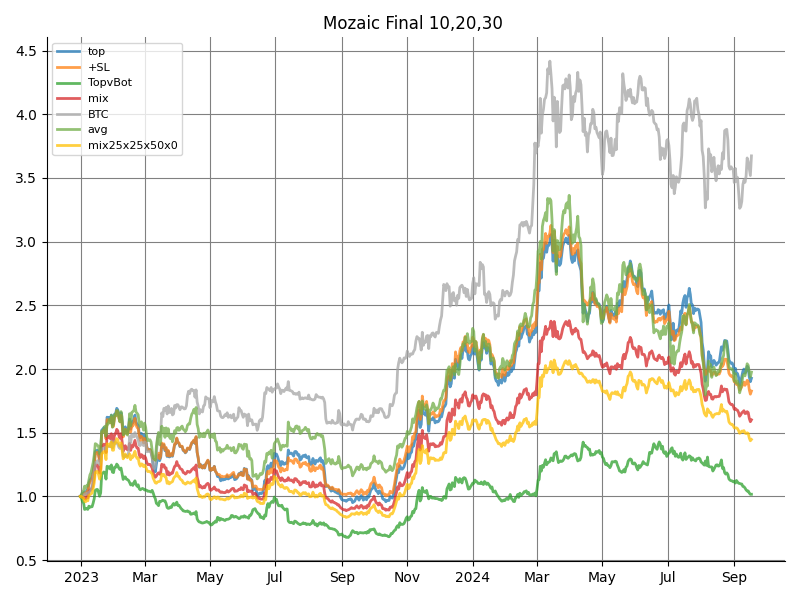 Mozaic Final 10,20,30
top
+SL
TopvBot
mix
BTC
avg
mix25x25x50x0
4.5
4.0
3.5
3.0
2.5
2.0
1.5
1.0
0.5
2023 Mar May Jul Sep Nov 2024 Mar May Jul Sep